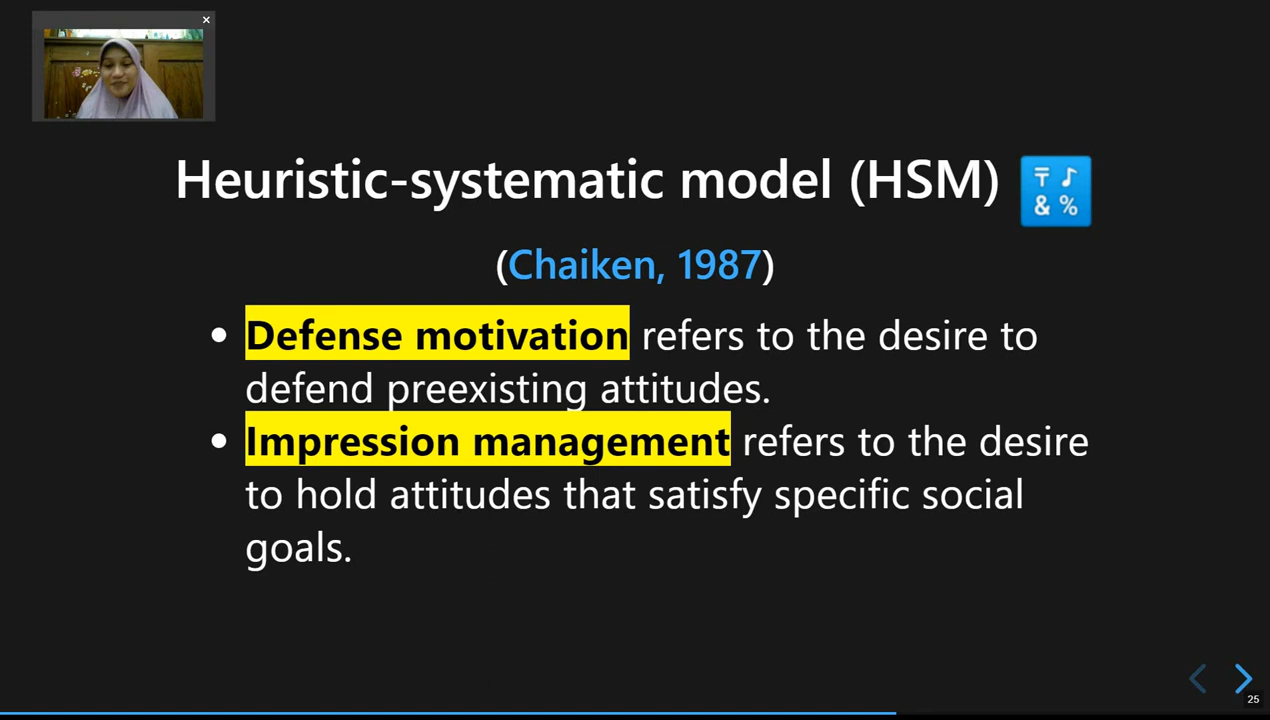 Heuristic-systematic model (HSM) 〒♪&%
(Chaiken, 1987)
• Defense motivation refers to the desire to
defend preexisting attitudes.
• Impression management refers to the desire
to hold attitudes that satisfy specific social
goals.
25